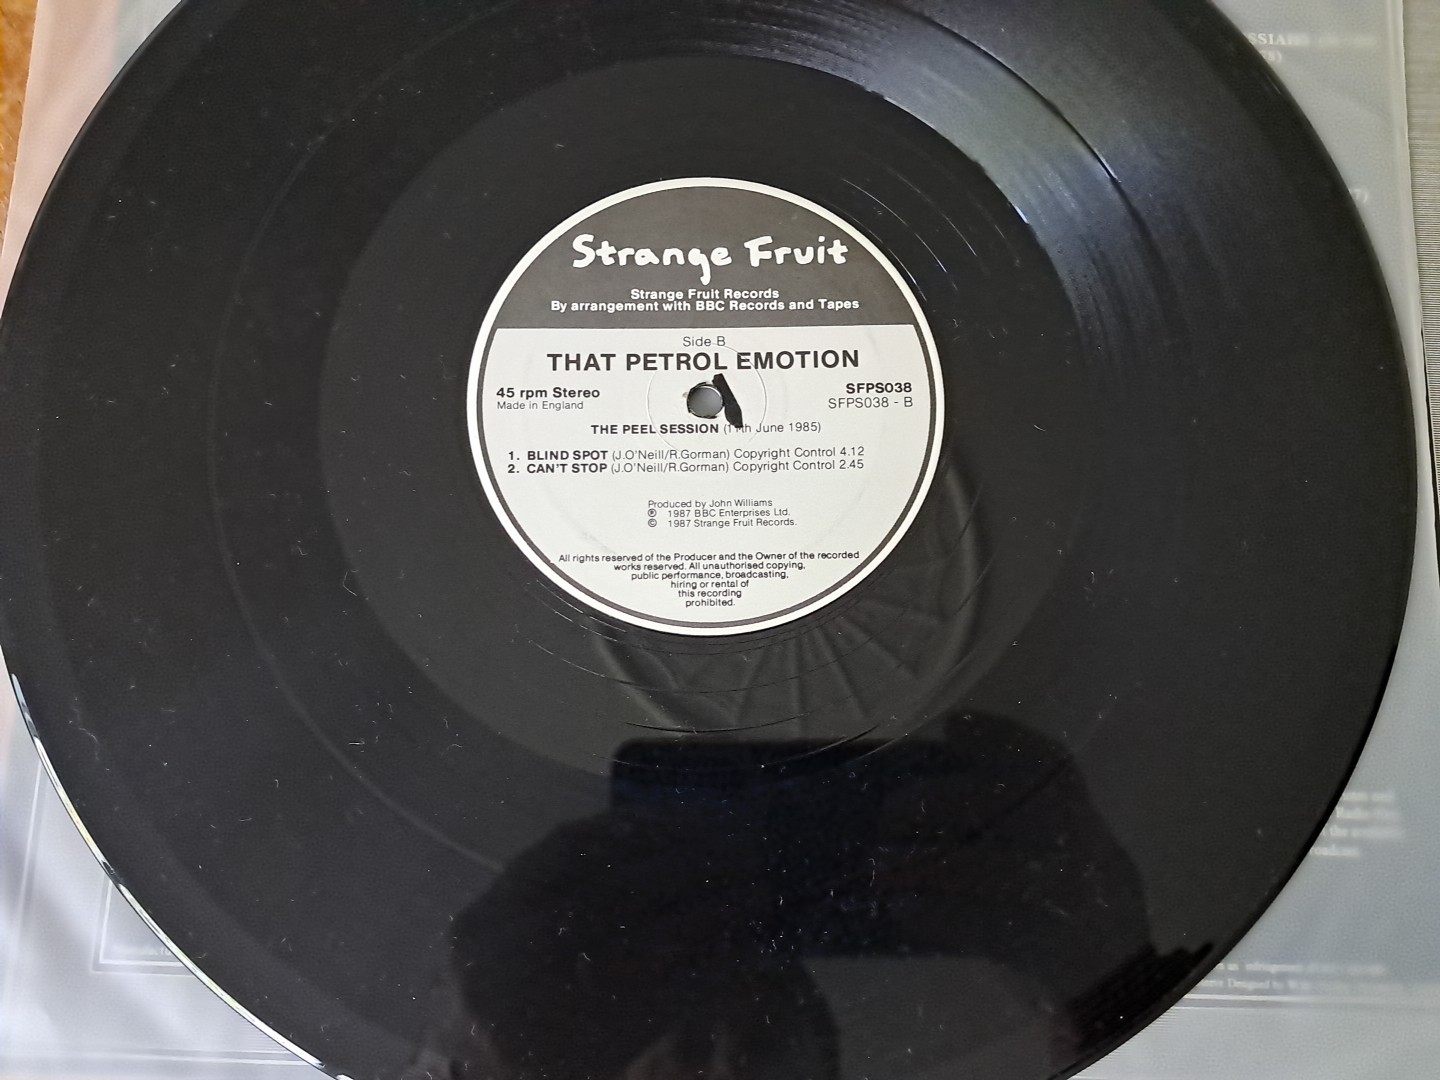 Strange Fruit
Strange Fruit Records
By arrangement with BBC Records and Tapes
Side B
THAT PETROL EMOTION
45 rpm Stereo
Made in England
SFPS038
SFPS038 - B
THE PEEL SESSION (11th June 1985)
1. BLIND SPOT (J.O'Neill/R.Gorman) Copyright Control 4.12
2. CAN'T STOP (J.O'Neill/R.Gorman) Copyright Control 2.45
Produced by John Williams
℗ 1987 BBC Enterprises Ltd.
© 1987 Strange Fruit Records.
All rights reserved of the Producer and the Owner of the recorded
works reserved. All unauthorised copying,
public performance, broadcasting,
hiring or rental of
this recording
prohibited.